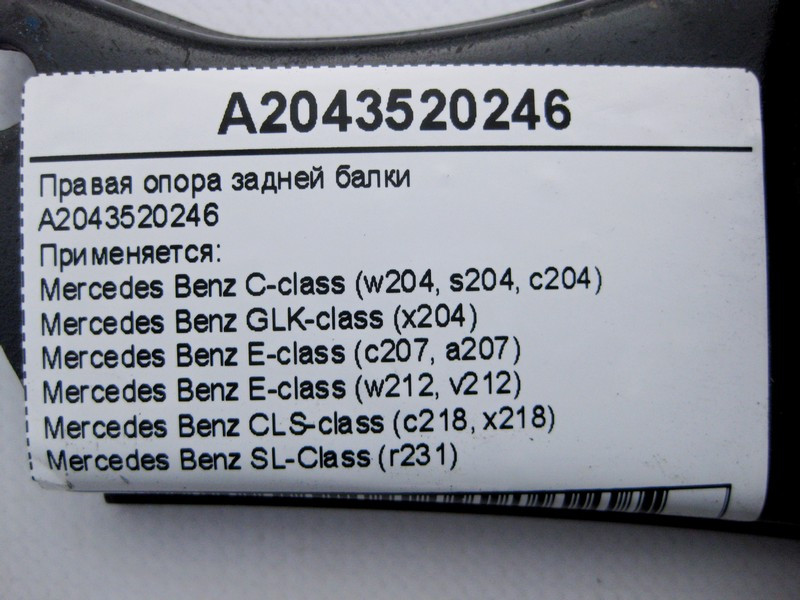 A2043520246
Правая опора задней балки
A2043520246
Применяется:
Mercedes Benz C-class (w204, s204, c204)
Mercedes Benz GLK-class (x204)
Mercedes Benz E-class (c207, a207)
Mercedes Benz E-class (w212, v212)
Mercedes Benz CLS-class (c218, x218)
Mercedes Benz SL-Class (r231)